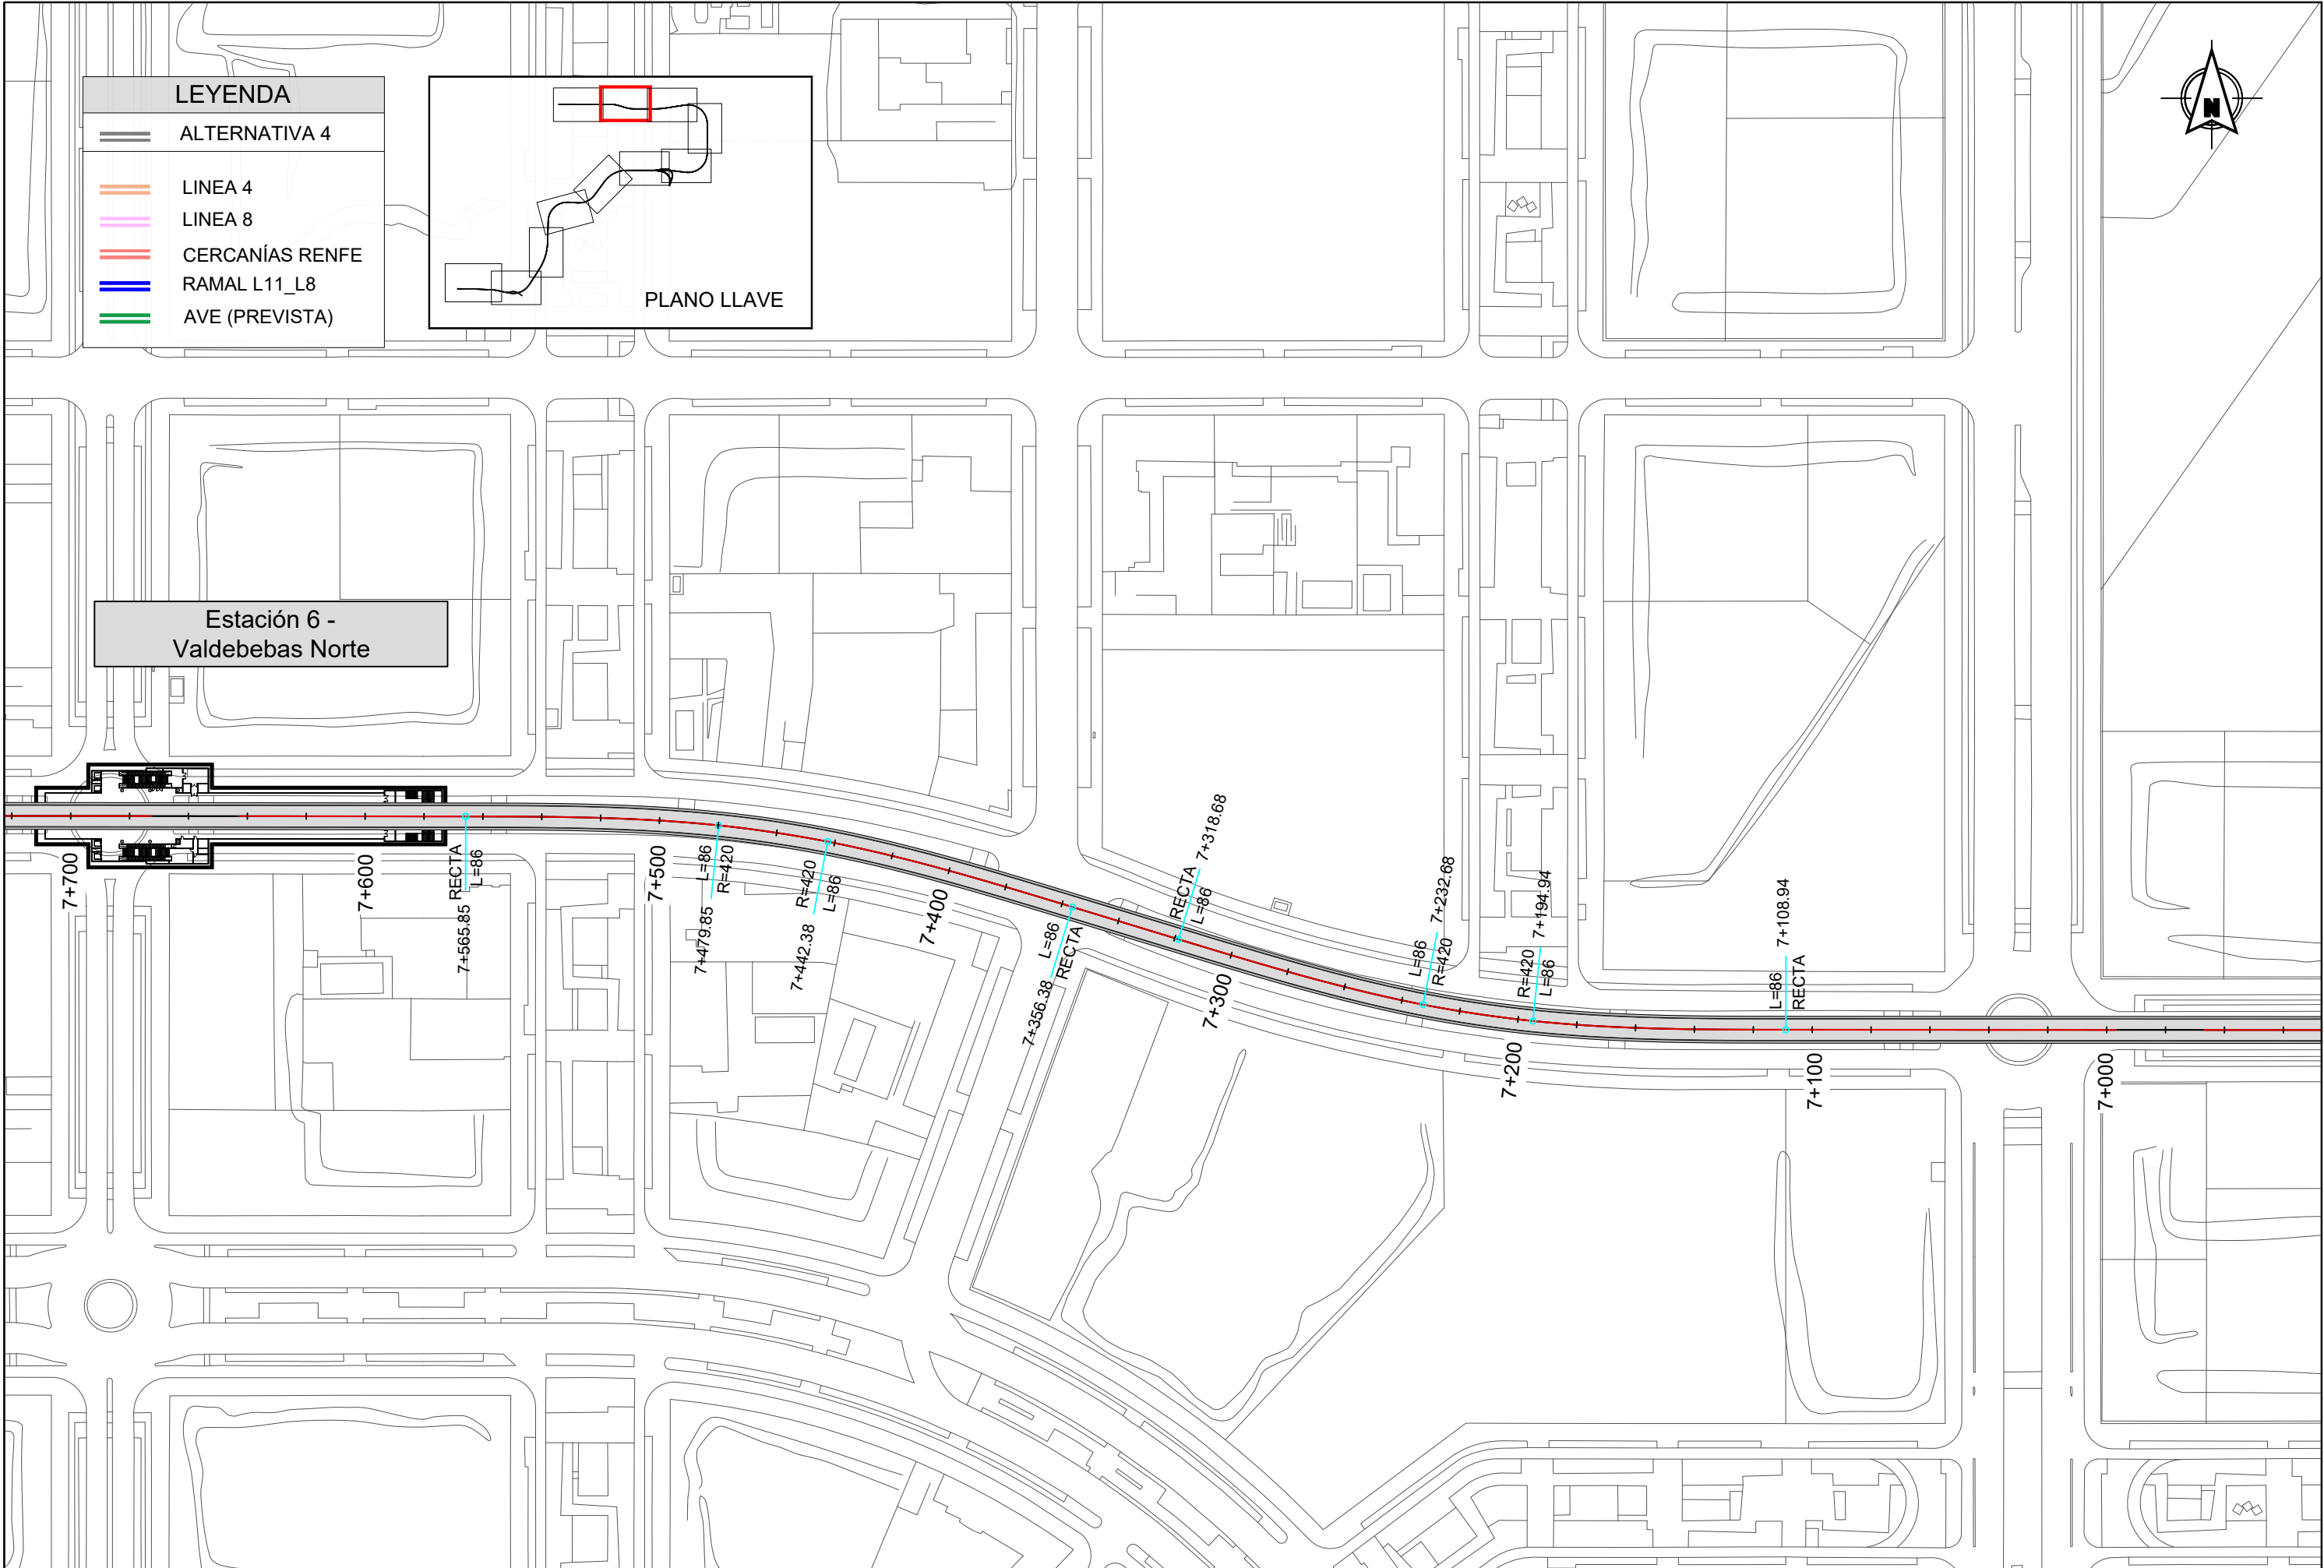 LEYENDA
ALTERNATIVA 4
LINEA 4
LINEA 8
CERCANÍAS RENFE
RAMAL L11_L8
AVE (PREVISTA)
PLANO LLAVE
N
Estación 6 -
Valdebebas Norte
7+700
7+600
7+565.85
RECTA
L=86
7+500
7+479.85
L=86
R=420
7+442.38
R=420
L=86
7+400
7+356.38
L=86
RECTA
RECTA
7+318.68
L=86
7+300
L=86
7+232.68
R=420
7+200
R=420
7+194.94
L=86
L=86
7+108.94
RECTA
7+100
7+000